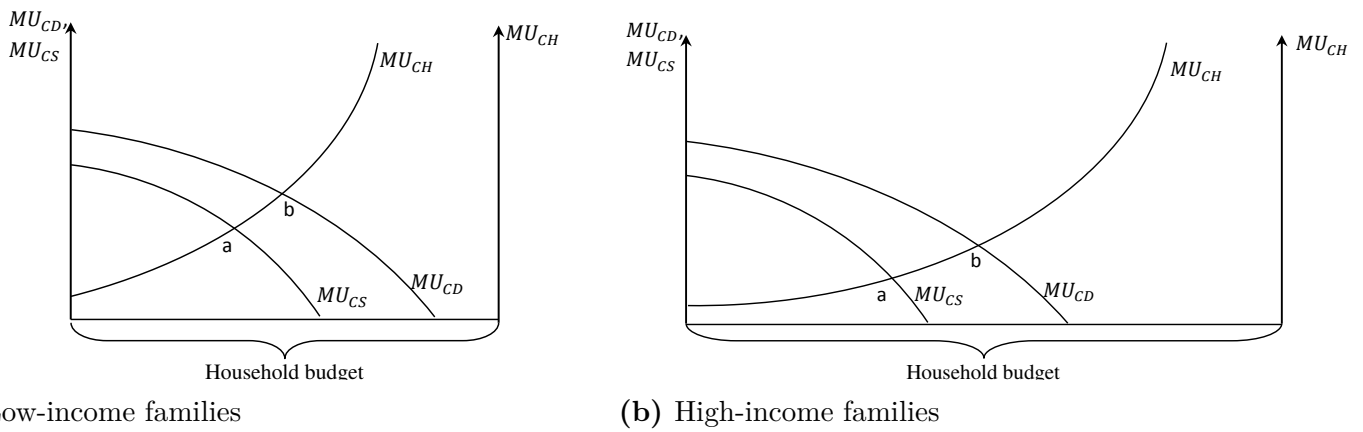 MU_CD,
MU_CS
MU_CH
MU_CH
b
a
MU_CS
MU_CD
Household budget
ow-income families
MU_CD,
MU_CS
MU_CH
MU_CH
b
a
MU_CS
MU_CD
Household budget
(b) High-income families